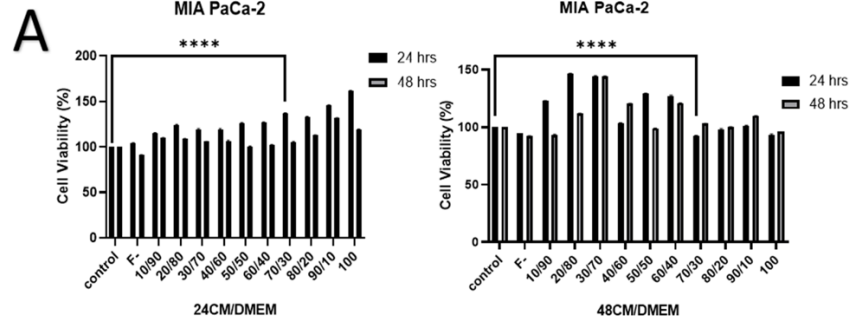 A
MIA PaCa-2
****
24 hrs
48 hrs
Cell Viability (%)
200
150
100
50
0
control
F-
10/90
20/80
30/70
40/60
50/50
60/40
70/30
80/20
90/10
100
24CM/DMEM
MIA PaCa-2
****
24 hrs
48 hrs
Cell Viability (%)
150
100
50
0
control
F-
10/90
20/80
30/70
40/60
50/50
60/40
70/30
80/20
90/10
100
48CM/DMEM